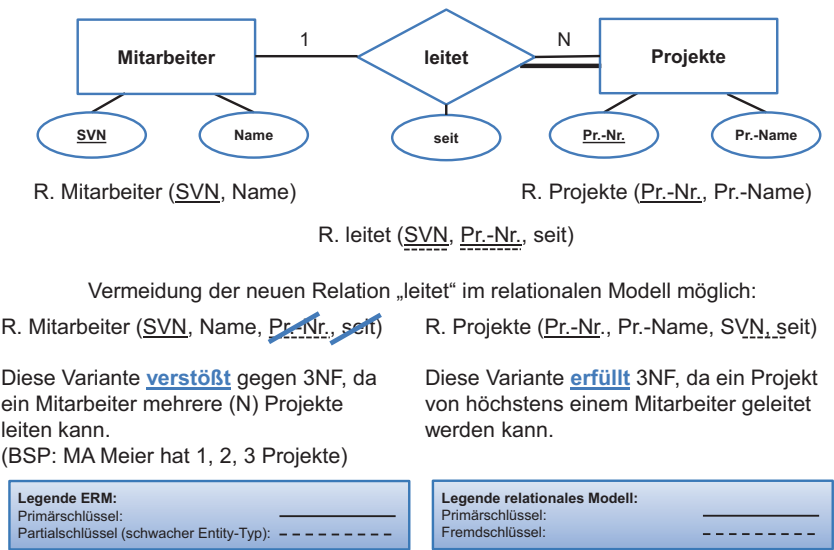 1
N
Mitarbeiter
leitet
Projekte
SVN
Name
seit
Pr.-Nr.
Pr.-Name
R. Mitarbeiter (SVN, Name)
R. Projekte (Pr.-Nr., Pr.-Name)
R. leitet (SVN, Pr.-Nr., seit)
Vermeidung der neuen Relation „leitet“ im relationalen Modell möglich:
R. Mitarbeiter (SVN, Name, Pr.-Nr., seit)
R. Projekte (Pr.-Nr., Pr.-Name, SVN, seit)
Diese Variante verstößt gegen 3NF, da
ein Mitarbeiter mehrere (N) Projekte
leiten kann.
(BSP: MA Meier hat 1, 2, 3 Projekte)
Diese Variante erfüllt 3NF, da ein Projekt
von höchstens einem Mitarbeiter geleitet
werden kann.
Legende ERM:
Primärschlüssel:
Partialschlüssel (schwacher Entity-Typ):
Legende relationales Modell:
Primärschlüssel:
Fremdschlüssel: